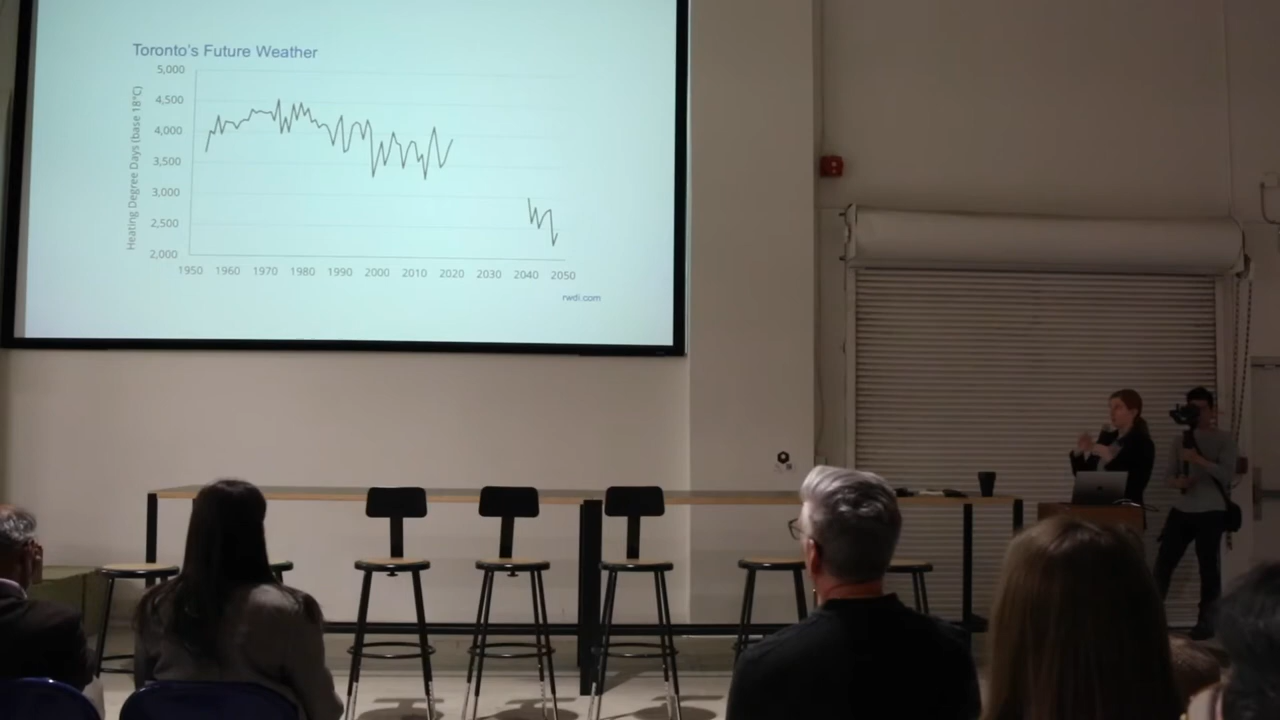 Toronto's Future Weather
Heating Degree Days (base 18°C)
5,000
4,500
4,000
3,500
3,000
2,500
2,000
1950 1960 1970 1980 1990 2000 2010 2020 2030 2040 2050
rwdi.com